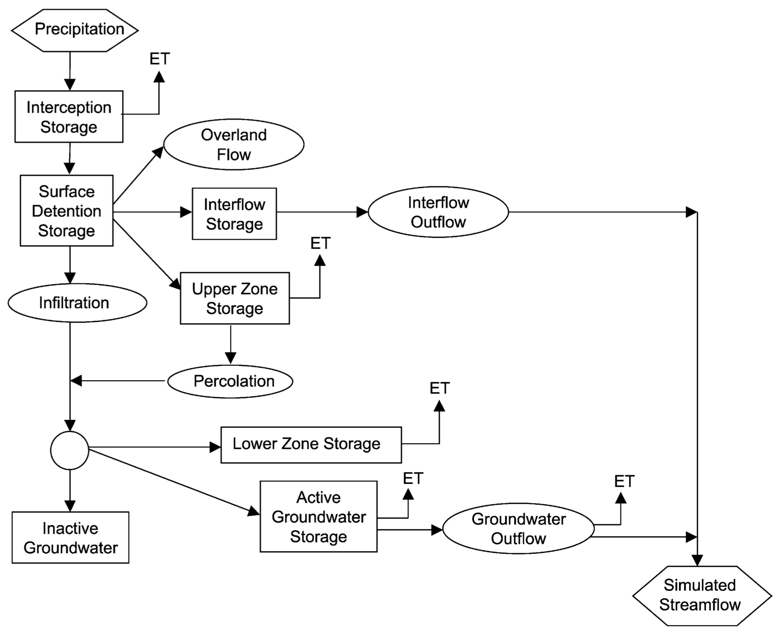 Precipitation
ET
Interception
Storage
Overland
Flow
Surface
Detention
Storage
Interflow
Storage
Interflow
Outflow
ET
Infiltration
Upper Zone
Storage
Percolation
ET
Lower Zone Storage
ET
ET
Active
Groundwater
Storage
Groundwater
Outflow
Inactive
Groundwater
Simulated
Streamflow